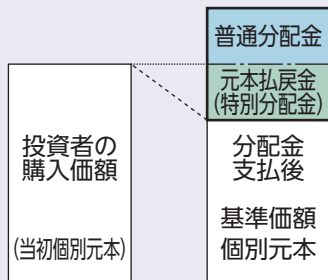 普通分配金
元本払戻金
(特別分配金)
投資者の
購入価額
(当初個別元本)
分配金
支払後
基準価額
個別元本